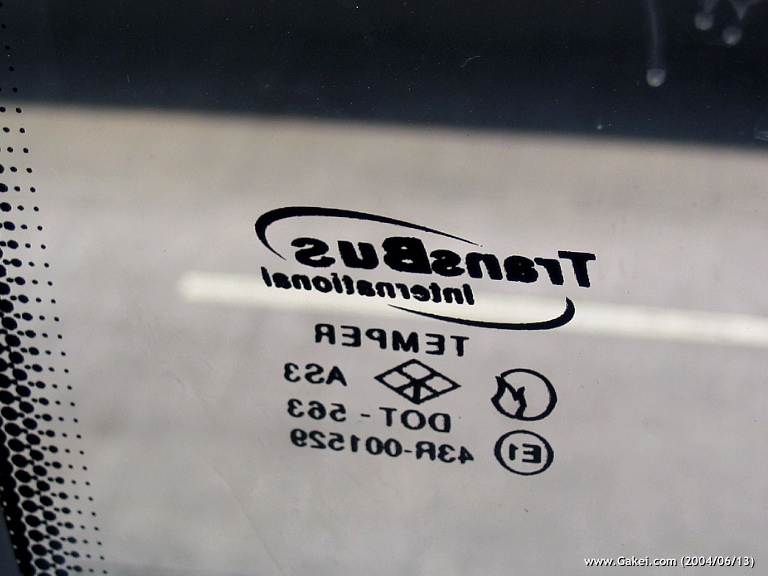 TransBus
International
TEMPER
AS3
DOT - 563
E1 43R-001529
www.Gakei.com (2004/06/13)